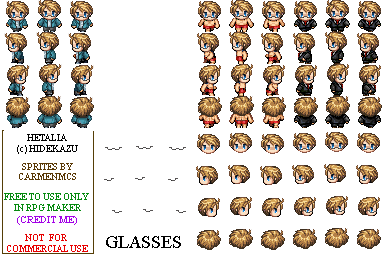 HETALIA
(c) HIDEKAZU
SPRITES BY
CARMENMCS
FREE TO USE ONLY
IN RPG MAKER
(CREDIT ME)
NOT FOR
COMMERCIAL USE
GLASSES